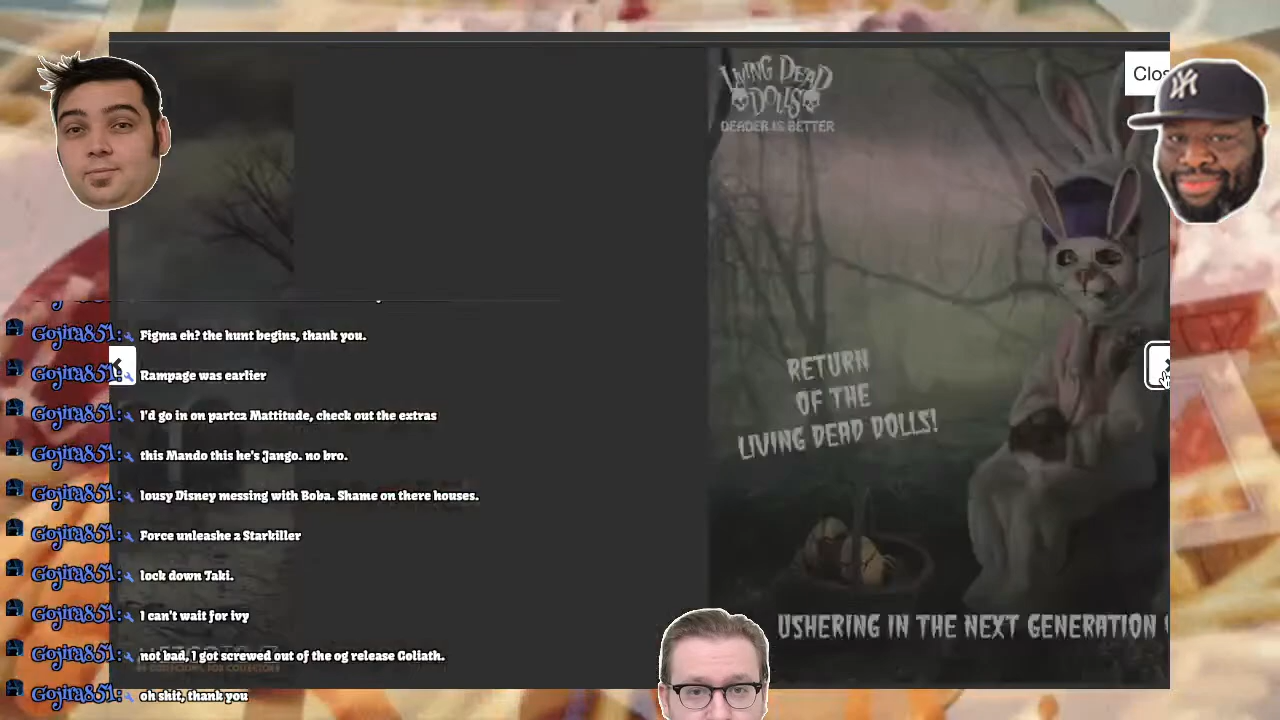 LIVING DEAD
DOLLS
DEADER IS BETTER
Clos
RETURN
OF THE
LIVING DEAD DOLLS!
USHERING IN THE NEXT GENERATION
Gojira851: Figma eh? the hunt begins, thank you.
Gojira851: Rampage was earlier
Gojira851: I'd go in on partca Mattitude, check out the extras
Gojira851: this Mando this he's Jango. no bro.
Gojira851: lousy Disney messing with Boba. Shame on there houses.
Gojira851: Force unleashe 2 Starkiller
Gojira851: lock down Taki.
Gojira851: I can't wait for ivy
Gojira851: not bad, I got screwed out of the og release Goliath.
Gojira851: oh shit, thank you